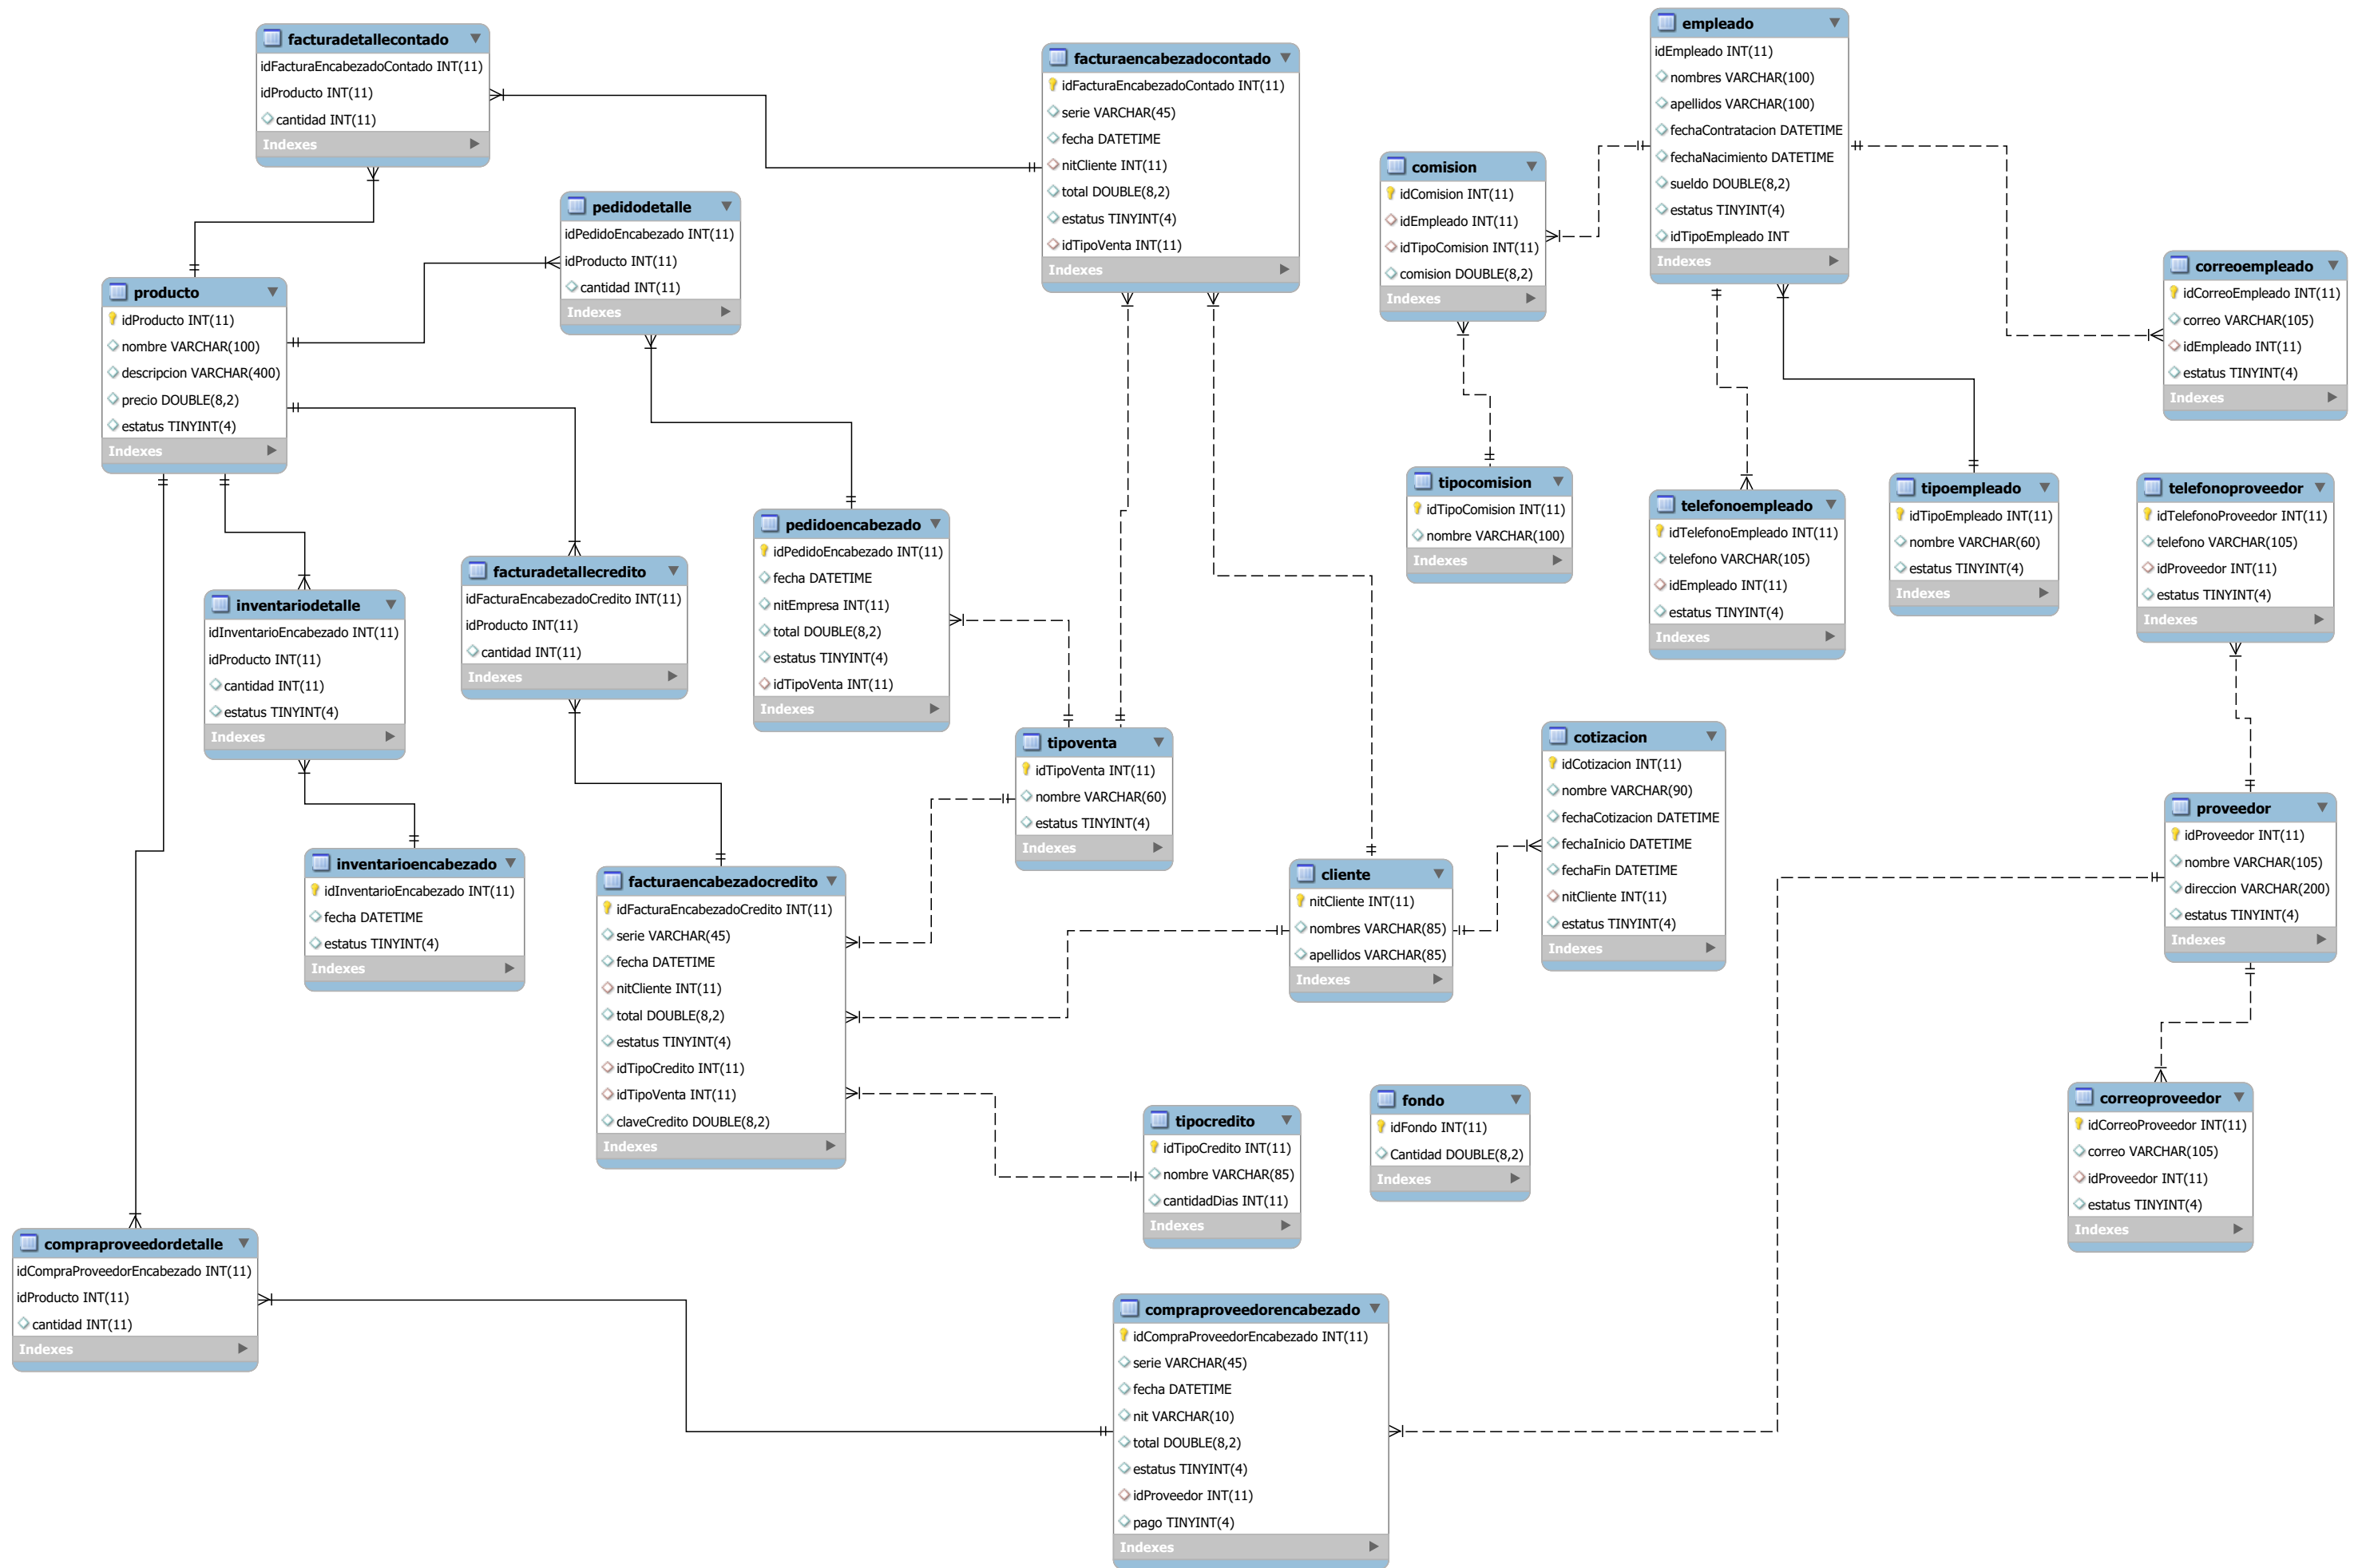 facturadetallecontado
idFacturaEncabezadoContado INT(11)
idProducto INT(11)
cantidad INT(11)
Indexes
facturaencabezadocontado
idFacturaEncabezadoContado INT(11)
serie VARCHAR(45)
fecha DATETIME
nitCliente INT(11)
total DOUBLE(8,2)
estatus TINYINT(4)
idTipoVenta INT(11)
Indexes
empleado
idEmpleado INT(11)
nombres VARCHAR(100)
apellidos VARCHAR(100)
fechaContratacion DATETIME
fechaNacimiento DATETIME
sueldo DOUBLE(8,2)
estatus TINYINT(4)
idTipoEmpleado INT
Indexes
comision
idComision INT(11)
idEmpleado INT(11)
idTipoComision INT(11)
comision DOUBLE(8,2)
Indexes
pedidodetalle
idPedidoEncabezado INT(11)
idProducto INT(11)
cantidad INT(11)
Indexes
correoempleado
idCorreoEmpleado INT(11)
correo VARCHAR(105)
idEmpleado INT(11)
estatus TINYINT(4)
Indexes
producto
idProducto INT(11)
nombre VARCHAR(100)
descripcion VARCHAR(400)
precio DOUBLE(8,2)
estatus TINYINT(4)
Indexes
tipocomision
idTipoComision INT(11)
nombre VARCHAR(100)
Indexes
telefonoempleado
idTelefonoEmpleado INT(11)
telefono VARCHAR(105)
idEmpleado INT(11)
estatus TINYINT(4)
Indexes
tipoempleado
idTipoEmpleado INT(11)
nombre VARCHAR(60)
estatus TINYINT(4)
Indexes
telefonoproveedor
idTelefonoProveedor INT(11)
telefono VARCHAR(105)
idProveedor INT(11)
estatus TINYINT(4)
Indexes
pedidoencabezado
idPedidoEncabezado INT(11)
fecha DATETIME
nitEmpresa INT(11)
total DOUBLE(8,2)
estatus TINYINT(4)
idTipoVenta INT(11)
Indexes
facturadetallecredito
idFacturaEncabezadoCredito INT(11)
idProducto INT(11)
cantidad INT(11)
Indexes
inventariodetalle
idInventarioEncabezado INT(11)
idProducto INT(11)
cantidad INT(11)
estatus TINYINT(4)
Indexes
tipoventa
idTipoVenta INT(11)
nombre VARCHAR(60)
estatus TINYINT(4)
Indexes
cotizacion
idCotizacion INT(11)
nombre VARCHAR(90)
fechaCotizacion DATETIME
fechaInicio DATETIME
fechaFin DATETIME
nitCliente INT(11)
estatus TINYINT(4)
Indexes
proveedor
idProveedor INT(11)
nombre VARCHAR(105)
direccion VARCHAR(200)
estatus TINYINT(4)
Indexes
inventarioencabezado
idInventarioEncabezado INT(11)
fecha DATETIME
estatus TINYINT(4)
Indexes
facturaencabezadocredito
idFacturaEncabezadoCredito INT(11)
serie VARCHAR(45)
fecha DATETIME
nitCliente INT(11)
total DOUBLE(8,2)
estatus TINYINT(4)
idTipoCredito INT(11)
idTipoVenta INT(11)
claveCredito DOUBLE(8,2)
Indexes
cliente
nitCliente INT(11)
nombres VARCHAR(85)
apellidos VARCHAR(85)
Indexes
tipocredito
idTipoCredito INT(11)
nombre VARCHAR(85)
cantidadDias INT(11)
Indexes
fondo
idFondo INT(11)
Cantidad DOUBLE(8,2)
Indexes
correoproveedor
idCorreoProveedor INT(11)
correo VARCHAR(105)
idProveedor INT(11)
estatus TINYINT(4)
Indexes
compraproveedordetalle
idCompraProveedorEncabezado INT(11)
idProducto INT(11)
cantidad INT(11)
Indexes
compraproveedorencabezado
idCompraProveedorEncabezado INT(11)
serie VARCHAR(45)
fecha DATETIME
nit VARCHAR(10)
total DOUBLE(8,2)
estatus TINYINT(4)
idProveedor INT(11)
pago TINYINT(4)
Indexes